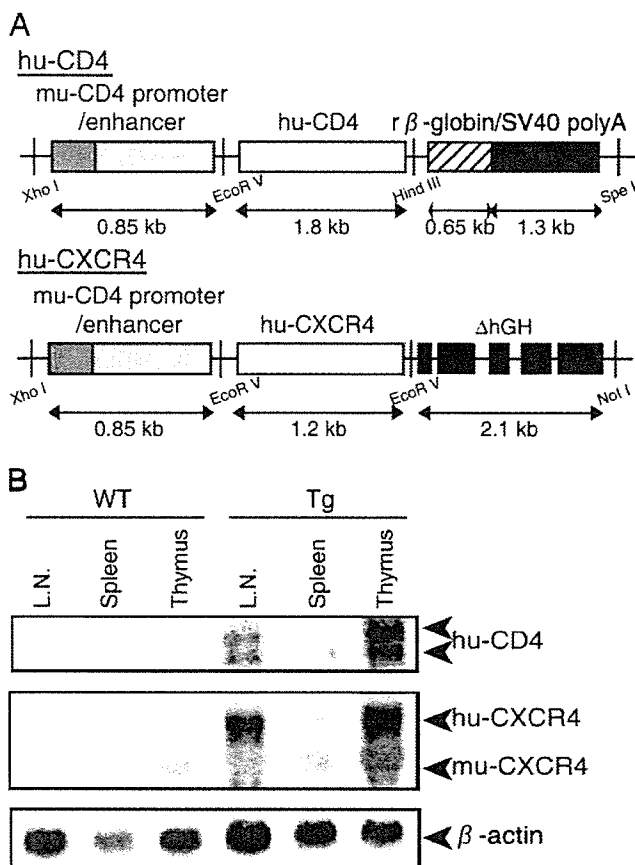 A
hu-CD4
mu-CD4 promoter
/enhancer
hu-CD4
rβ-globin/SV40 polyA
Xho I
EcoR V
Hind III
Spe I
0.85 kb
1.8 kb
0.65 kb
1.3 kb
hu-CXCR4
mu-CD4 promoter
/enhancer
hu-CXCR4
ΔhGH
Xho I
EcoR V
EcoR V
Not I
0.85 kb
1.2 kb
2.1 kb
B
WT
Tg
L.N.
Spleen
Thymus
L.N.
Spleen
Thymus
hu-CD4
hu-CXCR4
mu-CXCR4
β-actin